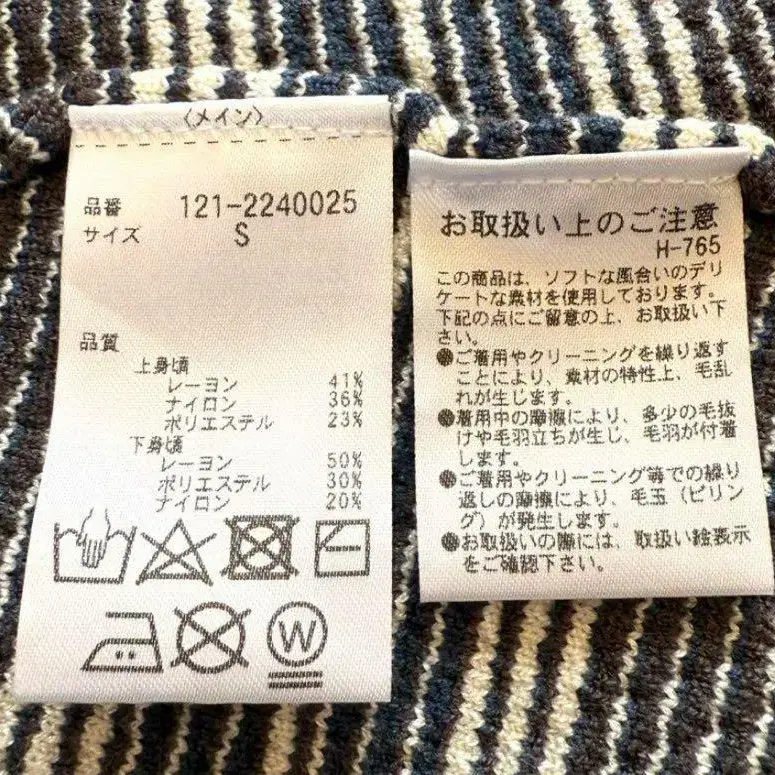 〈メイン〉
品番 121-2240025
サイズ S
品質
上身頃
レーヨン 41%
ナイロン 36%
ポリエステル 23%
下身頃
レーヨン 50%
ポリエステル 30%
ナイロン 20%
W
お取扱い上のご注意
H-765
この商品は、ソフトな風合いのデリ
ケートな素材を使用しております。
下記の点にご留意の上、お取扱い下
さい。
●ご着用やクリーニングを繰り返す
ことにより、素材の特性上、毛乱
れが生じます。
●着用中の摩擦により、多少の毛抜
けや毛羽立ちが生じ、毛羽が付着
します。
●ご着用やクリーニング等での繰り
返しの摩擦により、毛玉（ピリン
グ）が発生します。
●お取扱いの際には、取扱い絵表示
をご確認下さい。